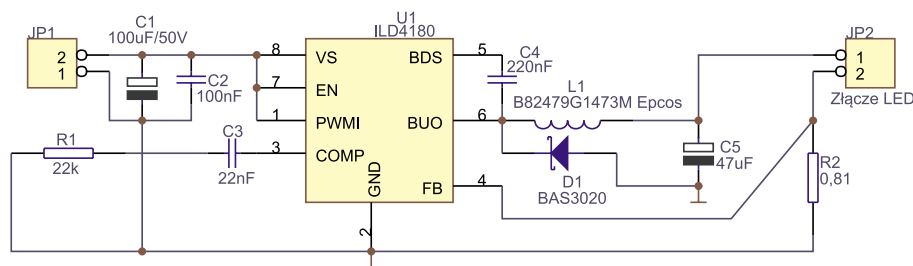 JP1
2
1
C1
100uF/50V
C2
100nF
R1
22k
C3
22nF
U1
ILD4180
8
VS
7
EN
1
PWMI
3
COMP
GND
2
BDS
5
BUO
6
FB
4
C4
220nF
L1
B82479G1473M Epcos
D1
BAS3020
C5
47uF
JP2
1
2
Złącze LED
R2
0,81